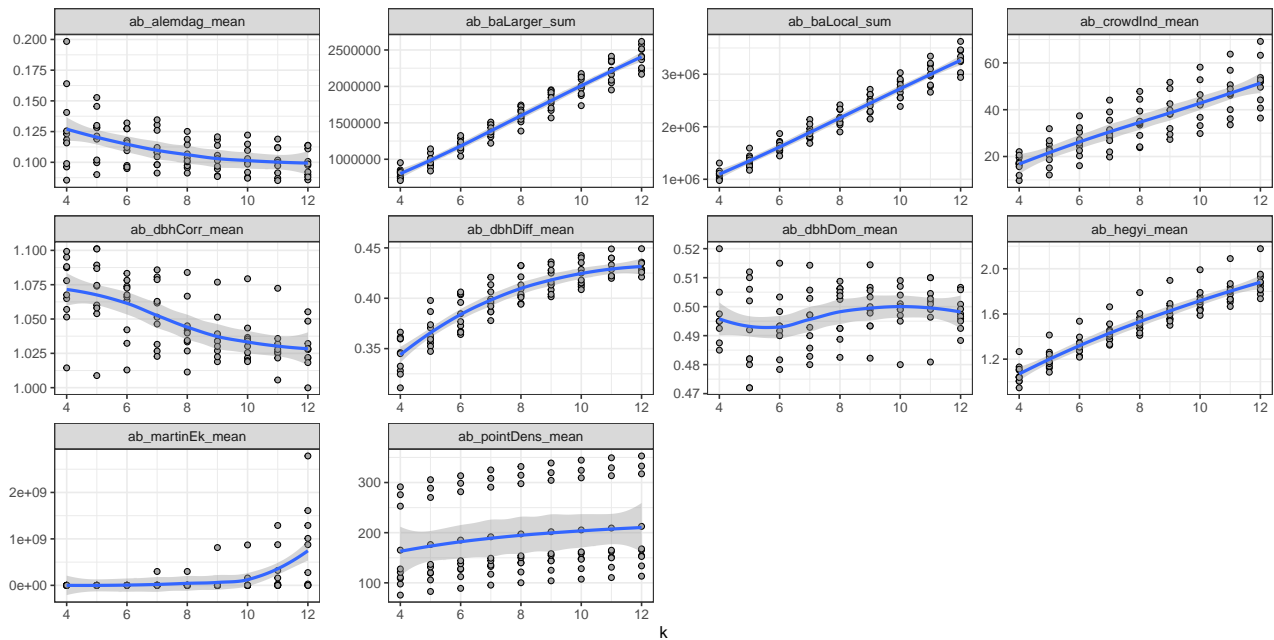 ab_alemdag_mean
ab_baLarger_sum
ab_baLocal_sum
ab_crowdInd_mean
0.200
0.175
0.150
0.125
0.100
4 6 8 10 12
2500000
2000000
1500000
1000000
4 6 8 10 12
3e+06
2e+06
1e+06
4 6 8 10 12
60
40
20
4 6 8 10 12
ab_dbhCorr_mean
ab_dbhDiff_mean
ab_dbhDom_mean
ab_hegyi_mean
1.100
1.075
1.050
1.025
1.000
4 6 8 10 12
0.45
0.40
0.35
4 6 8 10 12
0.52
0.51
0.50
0.49
0.48
0.47
4 6 8 10 12
2.0
1.6
1.2
4 6 8 10 12
ab_martinEk_mean
ab_pointDens_mean
2e+09
1e+09
0e+00
4 6 8 10 12
300
200
100
4 6 8 10 12
k